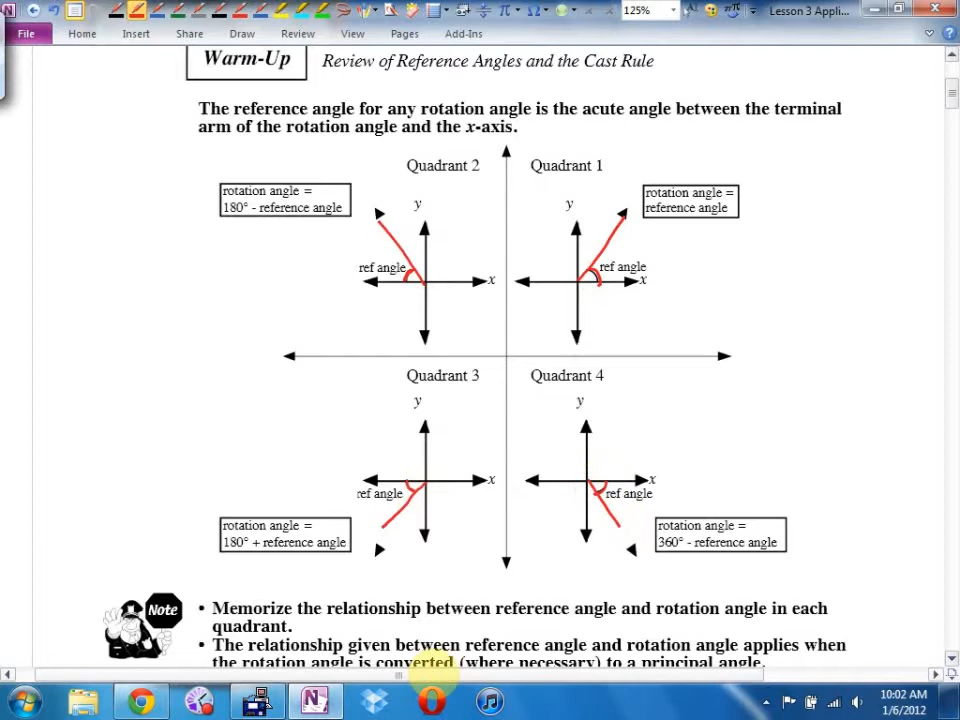 125%
Lesson 3 Appli...
File
Home
Insert
Share
Draw
Review
View
Pages
Add-Ins
Warm-Up
Review of Reference Angles and the Cast Rule
The reference angle for any rotation angle is the acute angle between the terminal
arm of the rotation angle and the x-axis.
Quadrant 2
Quadrant 1
rotation angle =
180° - reference angle
y
ref angle
x
y
rotation angle =
reference angle
ref angle
x
Quadrant 3
Quadrant 4
y
x
ref angle
rotation angle =
180° + reference angle
y
x
ref angle
rotation angle =
360° - reference angle
Note
• Memorize the relationship between reference angle and rotation angle in each
quadrant.
• The relationship given between reference angle and rotation angle applies when
the rotation angle is converted (where necessary) to a principal angle.
10:02 AM
1/6/2012